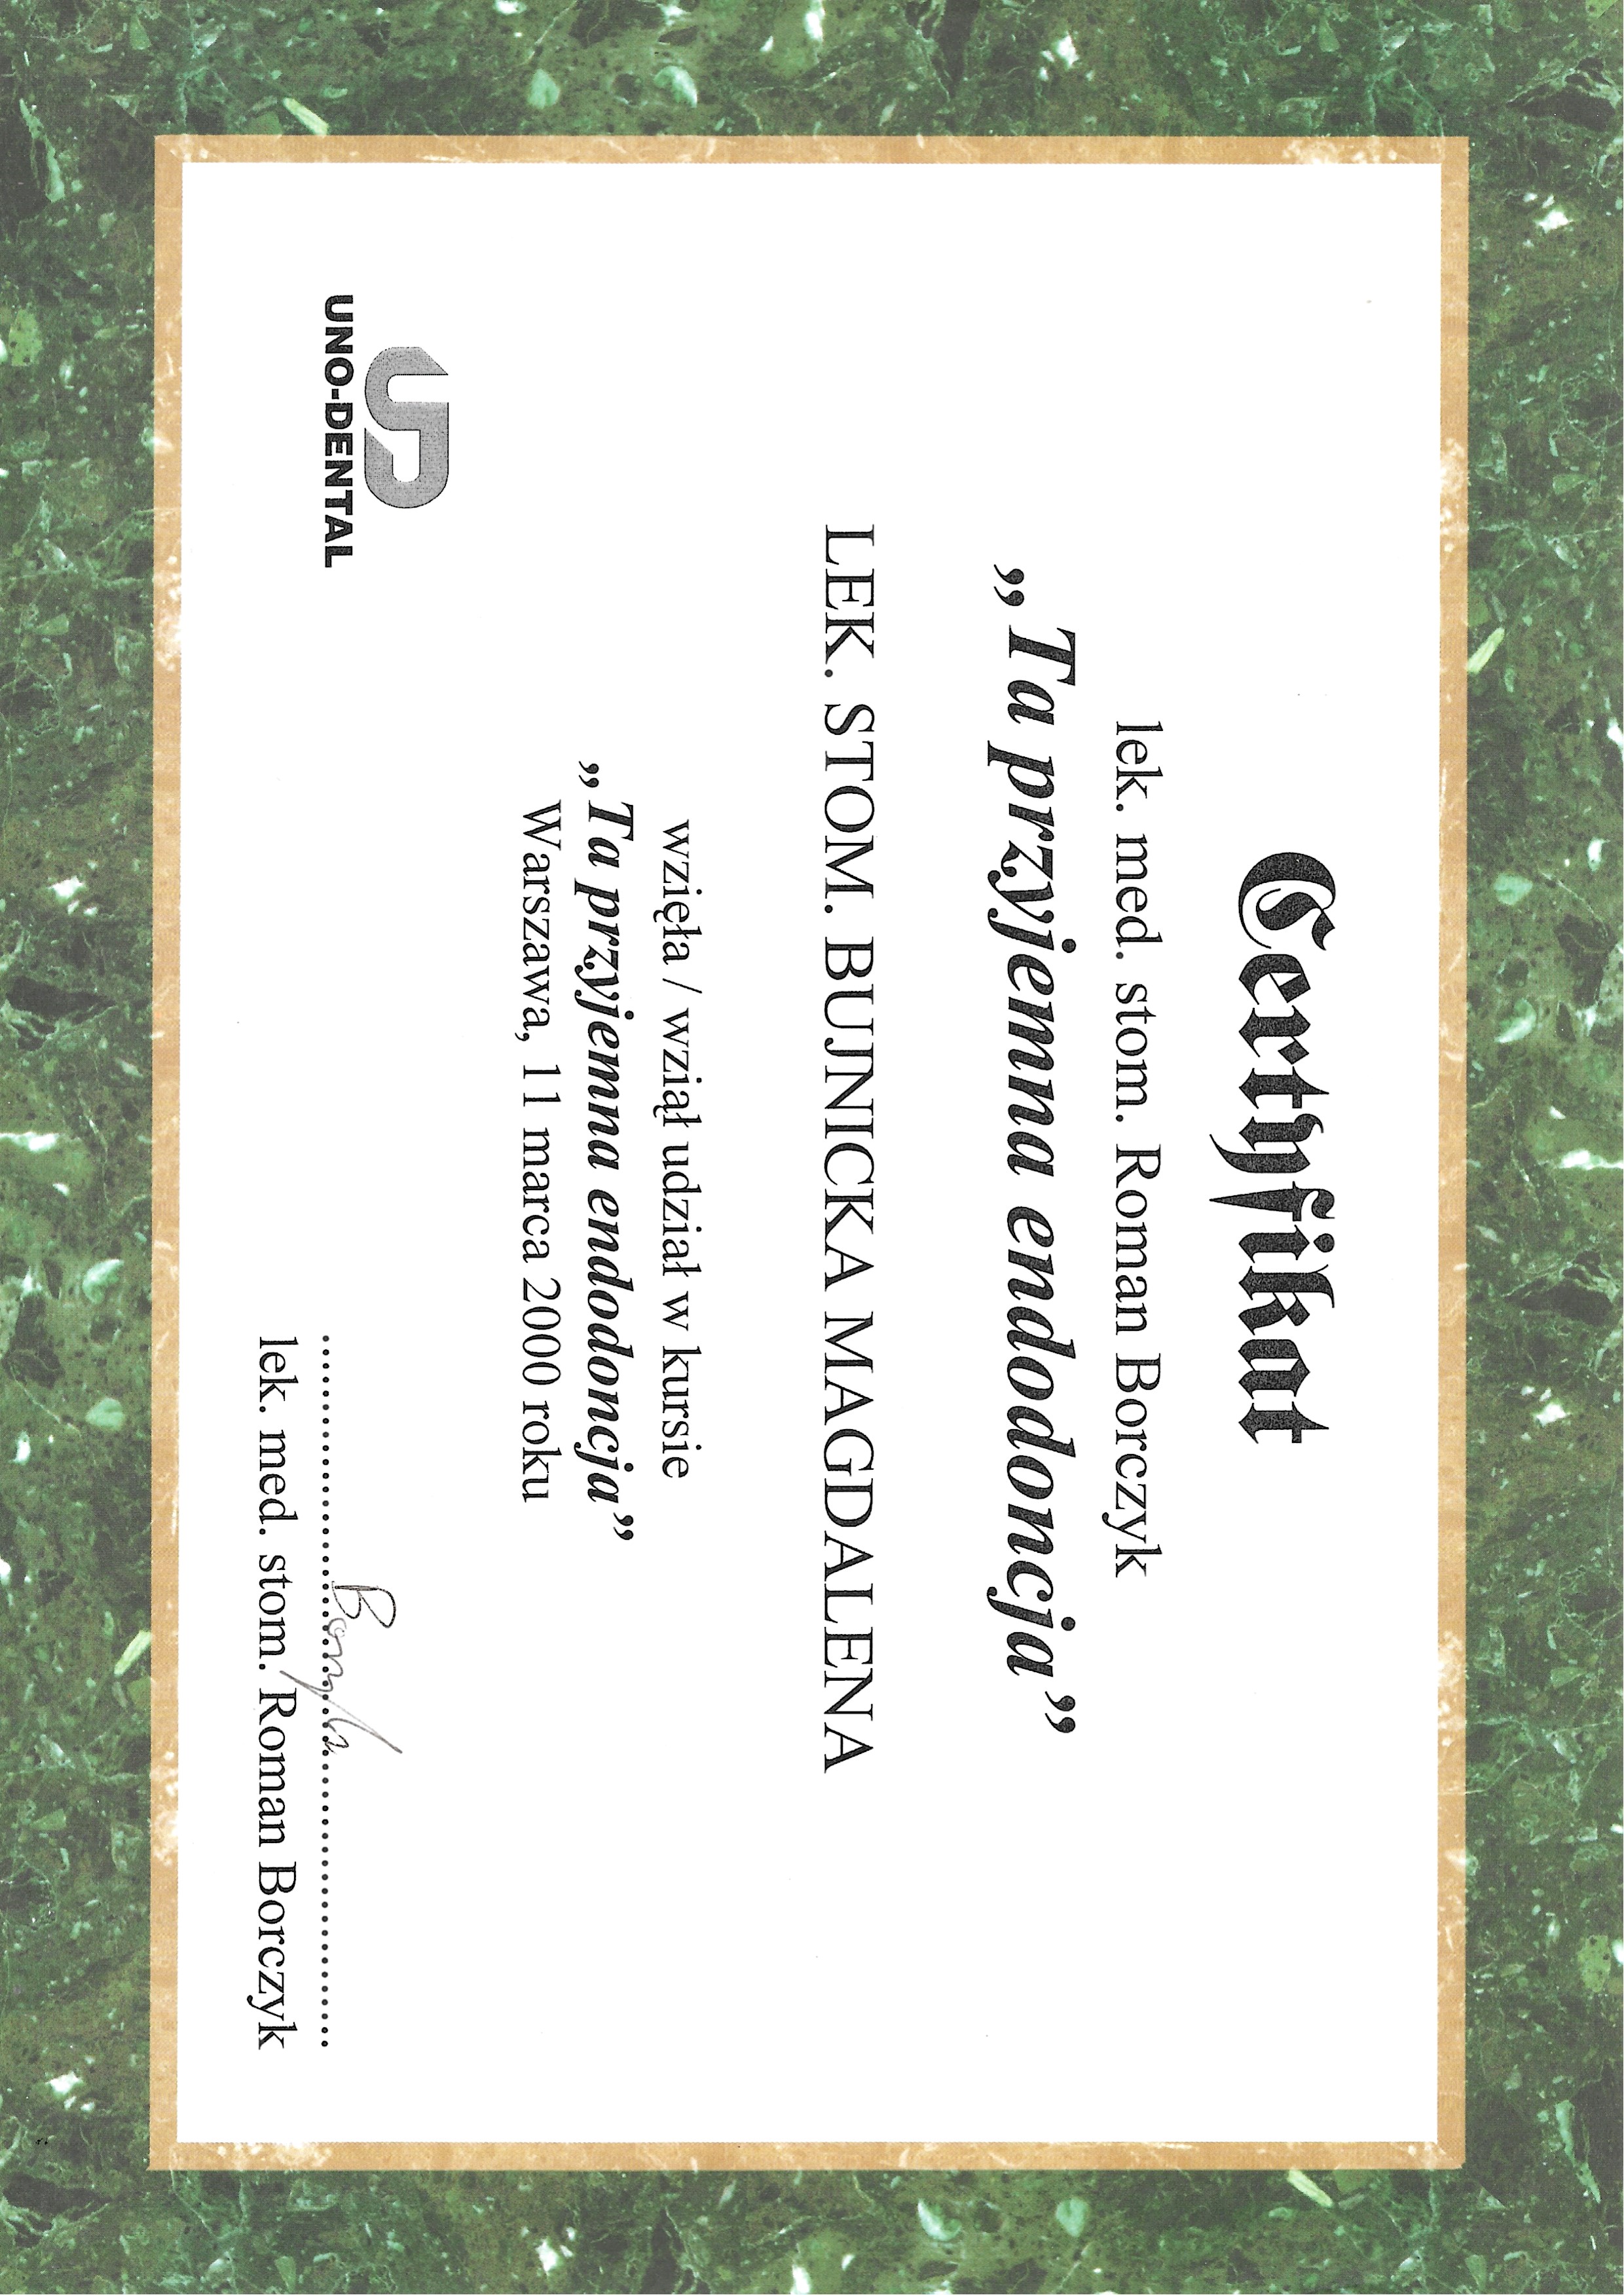 Certyfikat
lek. med. stom. Roman Borczyk
„Ta przyjemna endodoncja”
LEK. STOM. BUJNICKA MAGDALENA
wzięła / wziął udział w kursie
„Ta przyjemna endodoncja”
Warszawa, 11 marca 2000 roku
UNO-DENTAL
lek. med. stom. Roman Borczyk